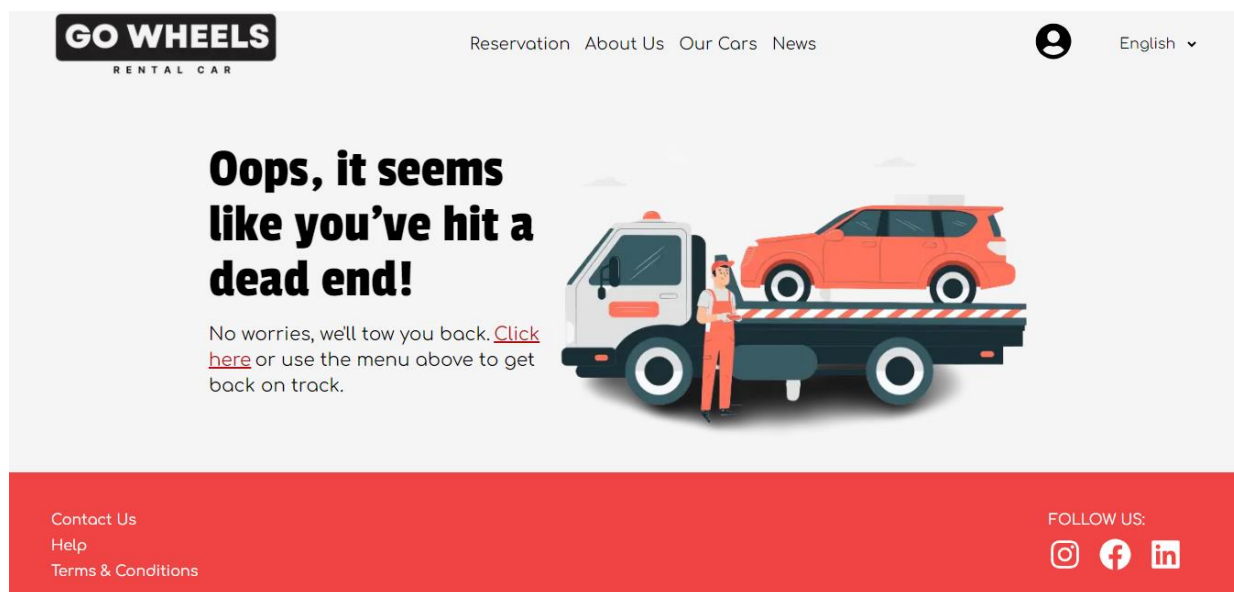 GO WHEELS
RENTAL CAR
Reservation About Us Our Cars News
English
Oops, it seems
like you’ve hit a
dead end!
No worries, we'll tow you back. Click
here or use the menu above to get
back on track.
Contact Us
Help
Terms & Conditions
FOLLOW US:
in